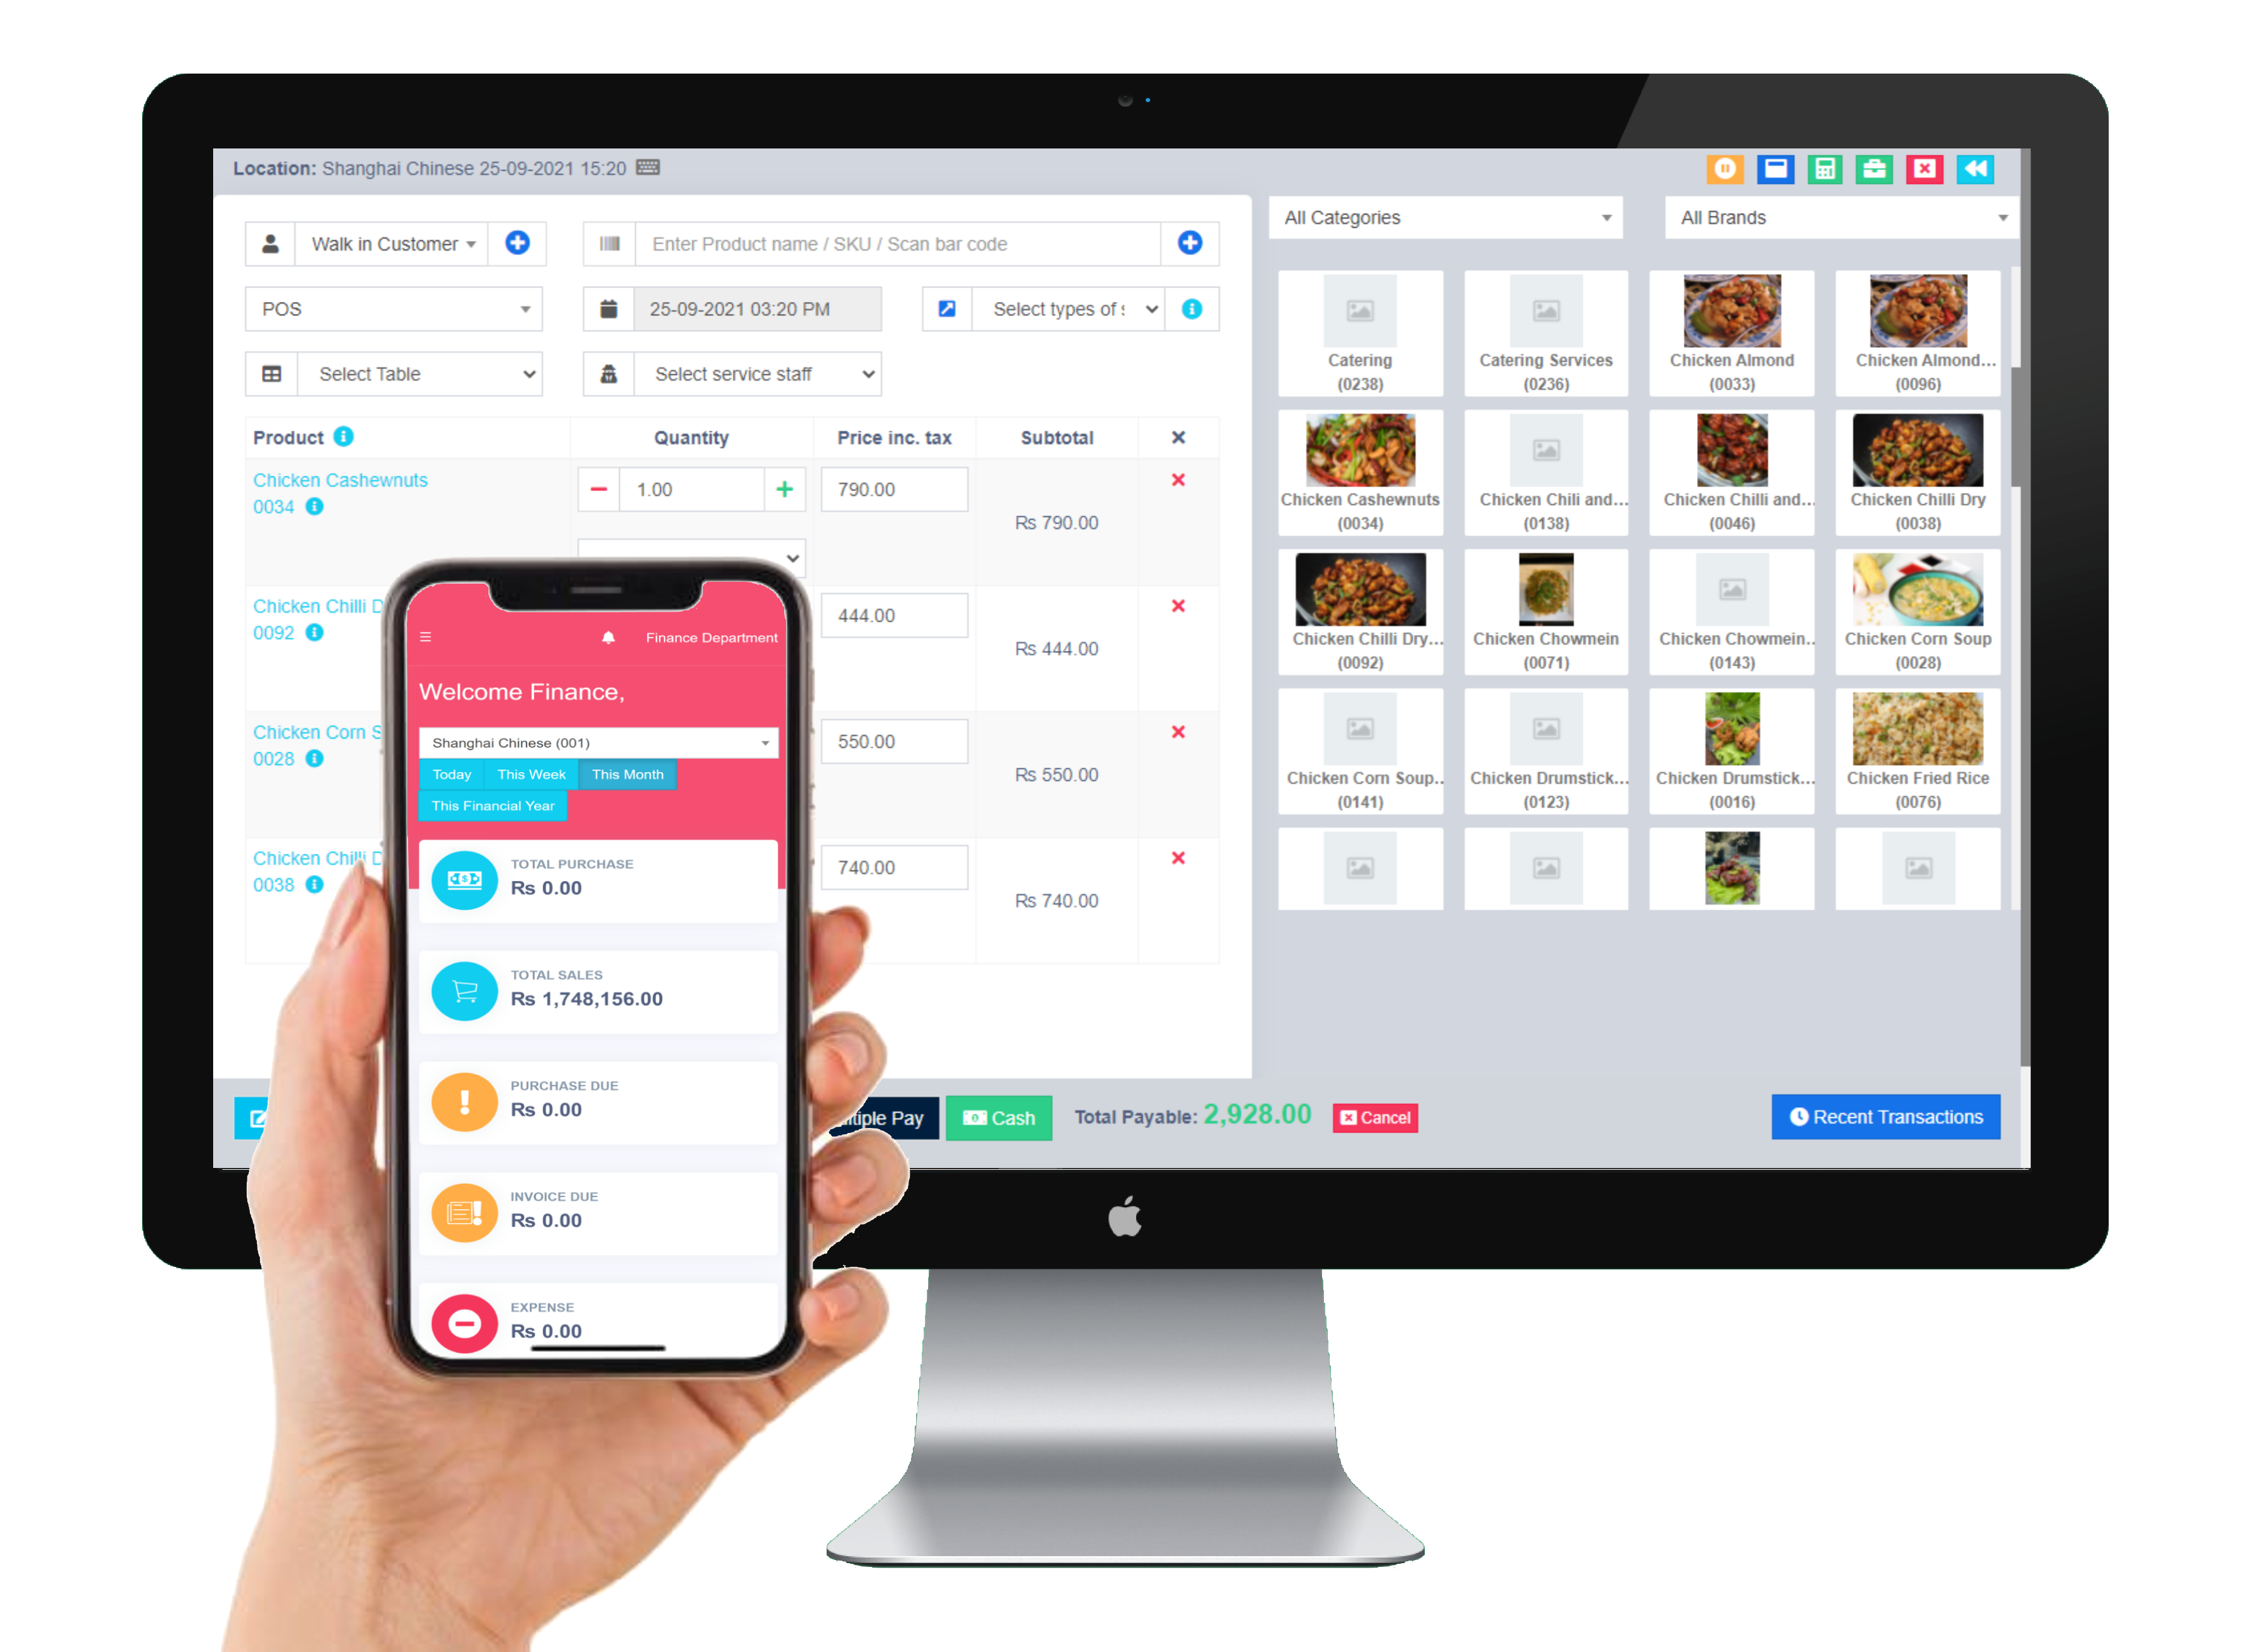 Location: Shanghai Chinese 25-09-2021 15:20
Walk in Customer
Enter Product name / SKU / Scan bar code
POS
25-09-2021 03:20 PM
Select types of
Select Table
Select service staff
Product Quantity Price inc. tax Subtotal
Chicken Cashewnuts
0034
1.00
790.00
Rs 790.00
Chicken Chilli D
0092
444.00
Rs 444.00
Chicken Corn S
0028
550.00
Rs 550.00
Chicken Chilli D
0038
740.00
Rs 740.00
tiple Pay
Cash
Total Payable: 2,928.00
Cancel
Recent Transactions
All Categories
All Brands
Catering
(0238)
Catering Services
(0236)
Chicken Almond
(0033)
Chicken Almond...
(0096)
Chicken Cashewnuts
(0034)
Chicken Chili and...
(0138)
Chicken Chilli and...
(0046)
Chicken Chilli Dry
(0038)
Chicken Chilli Dry...
(0092)
Chicken Chowmein
(0071)
Chicken Chowmein..
(0143)
Chicken Corn Soup
(0028)
Chicken Corn Soup..
(0141)
Chicken Drumstick...
(0123)
Chicken Drumstick...
(0016)
Chicken Fried Rice
(0076)
Finance Department
Welcome Finance,
Shanghai Chinese (001)
Today This Week This Month
This Financial Year
TOTAL PURCHASE
Rs 0.00
TOTAL SALES
Rs 1,748,156.00
PURCHASE DUE
Rs 0.00
INVOICE DUE
Rs 0.00
EXPENSE
Rs 0.00